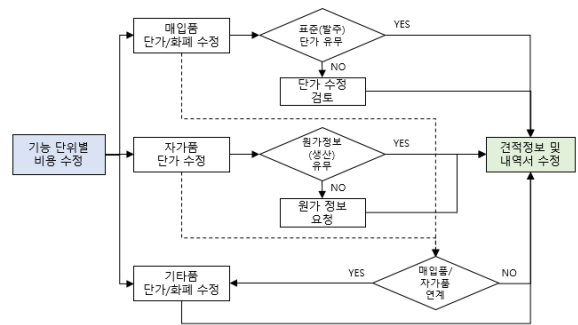 매입품
단가/화폐 수정
표준(발주)
단가 유무
YES
NO
단가 수정
검토
기능 단위별
비용 수정
자가품
단가 수정
원가정보
(생산)
유무
YES
NO
원가 정보
요청
견적정보 및
내역서 수정
기타품
단가/화폐 수정
YES
매입품/
자가품
연계
NO